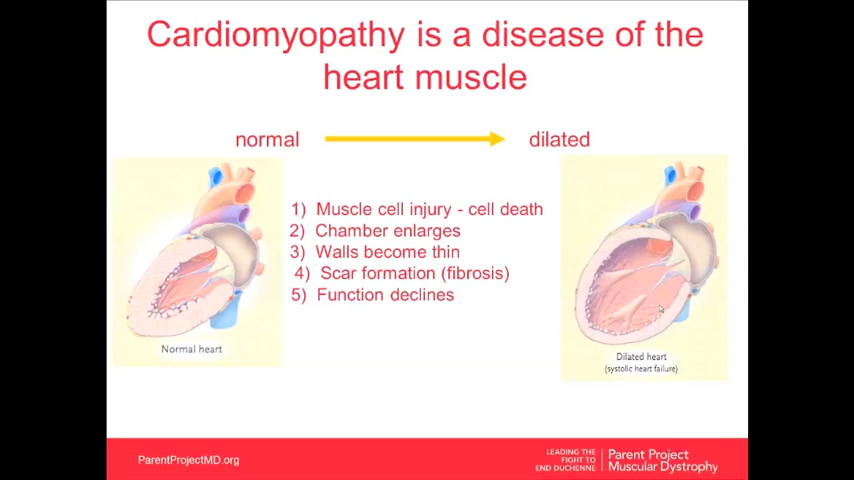 Cardiomyopathy is a disease of the
heart muscle
normal
dilated
1) Muscle cell injury - cell death
2) Chamber enlarges
3) Walls become thin
4) Scar formation (fibrosis)
5) Function declines
Normal heart
Dilated heart
(systolic heart failure)
ParentProjectMD.org
LEADING THE
FIGHT TO
END DUCHENNE
Parent Project
Muscular Dystrophy